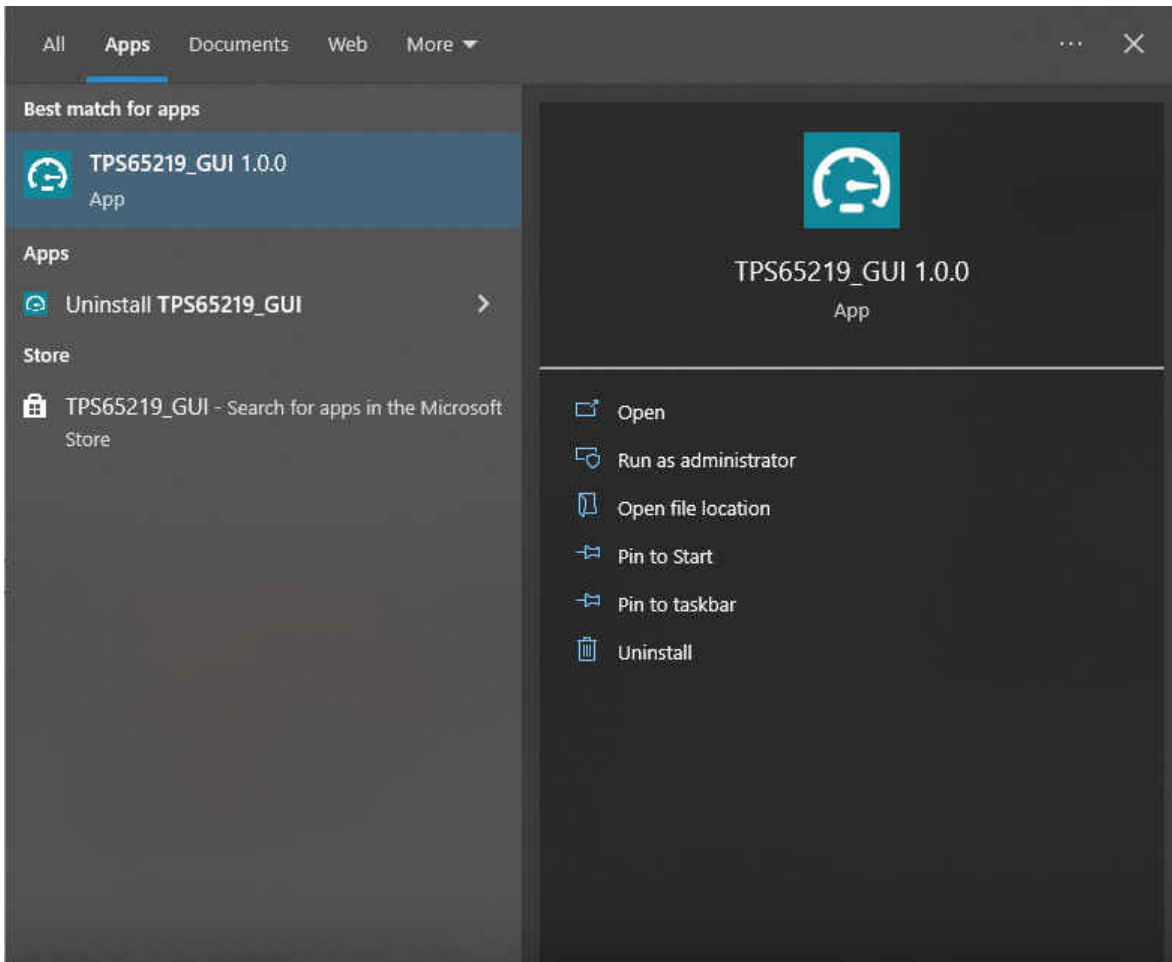 All Apps Documents Web More
Best match for apps
TPS65219_GUI 1.0.0
App
Apps
Uninstall TPS65219_GUI
Store
TPS65219_GUI - Search for apps in the Microsoft
Store
TPS65219_GUI 1.0.0
App
Open
Run as administrator
Open file location
Pin to Start
Pin to taskbar
Uninstall